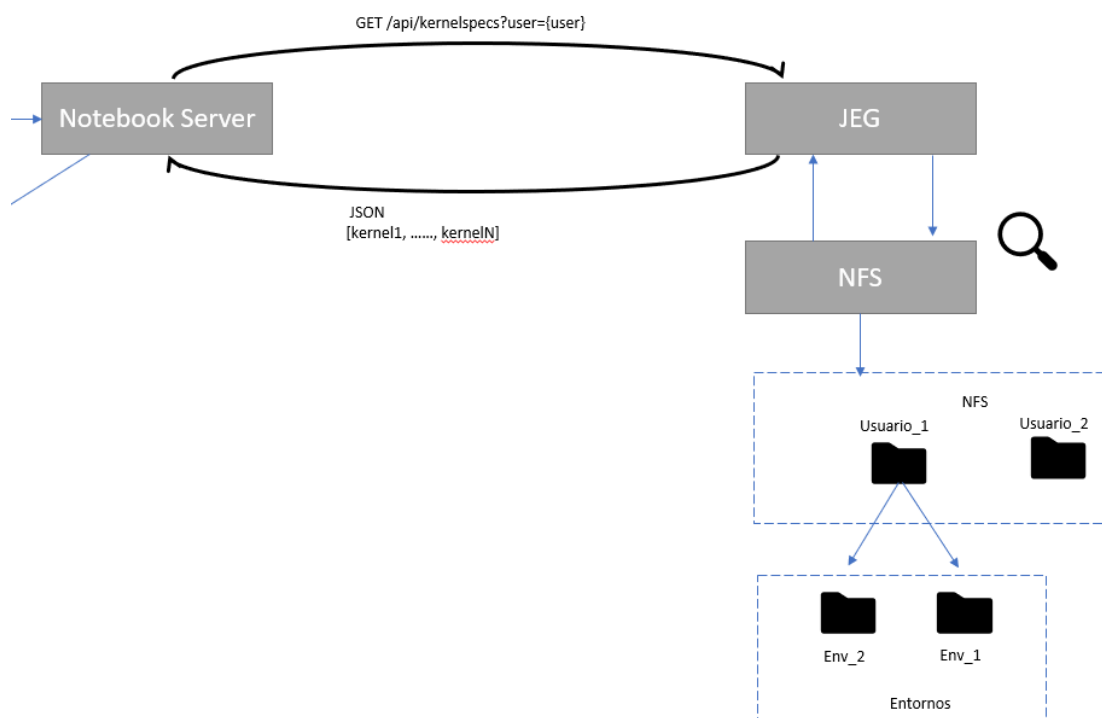 GET /api/kernelspecs?user={user}
Notebook Server
JEG
JSON
[kernel1, ......, kernelN]
NFS
NFS
Usuario_1
Usuario_2
Env_2
Env_1
Entornos